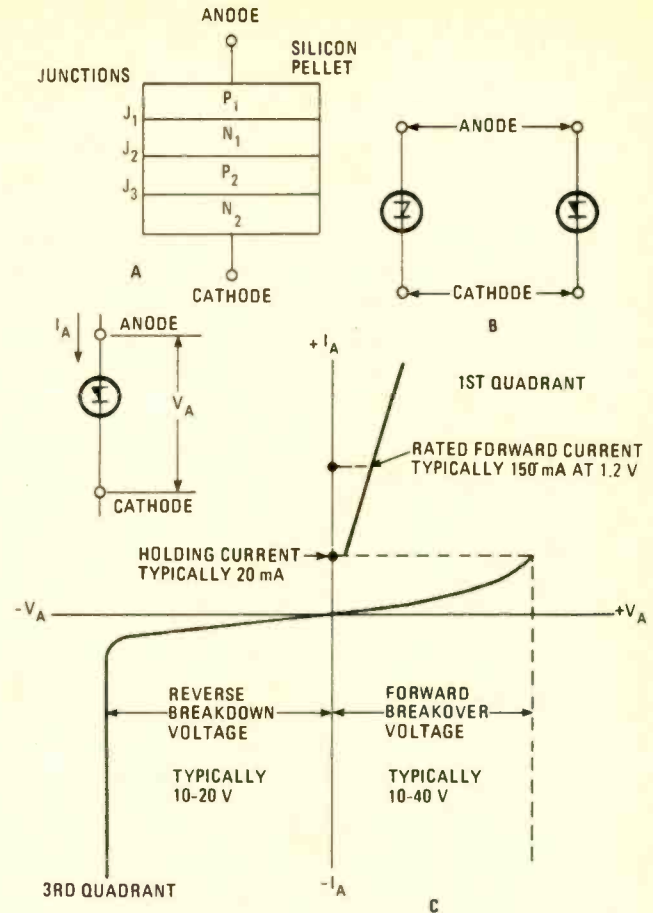 ANODE
JUNCTIONS
SILICON
PELLET
P1
J1
N1
J2
P2
J3
N2
A
CATHODE
ANODE
CATHODE
B
IA
ANODE
VA
CATHODE
+IA
1ST QUADRANT
RATED FORWARD CURRENT
TYPICALLY 150 mA AT 1.2 V
HOLDING CURRENT
TYPICALLY 20 mA
-VA
+VA
REVERSE
BREAKDOWN
VOLTAGE
TYPICALLY
10-20 V
FORWARD
BREAKOVER
VOLTAGE
TYPICALLY
10-40 V
3RD QUADRANT
-IA
C